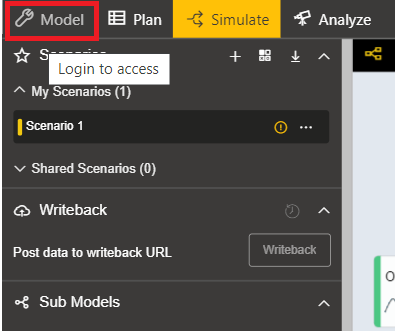 Model Plan Simulate Analyze
Scenarios
Login to access
My Scenarios (1)
Scenario 1
Shared Scenarios (0)
Writeback
Post data to writeback URL Writeback
Sub Models